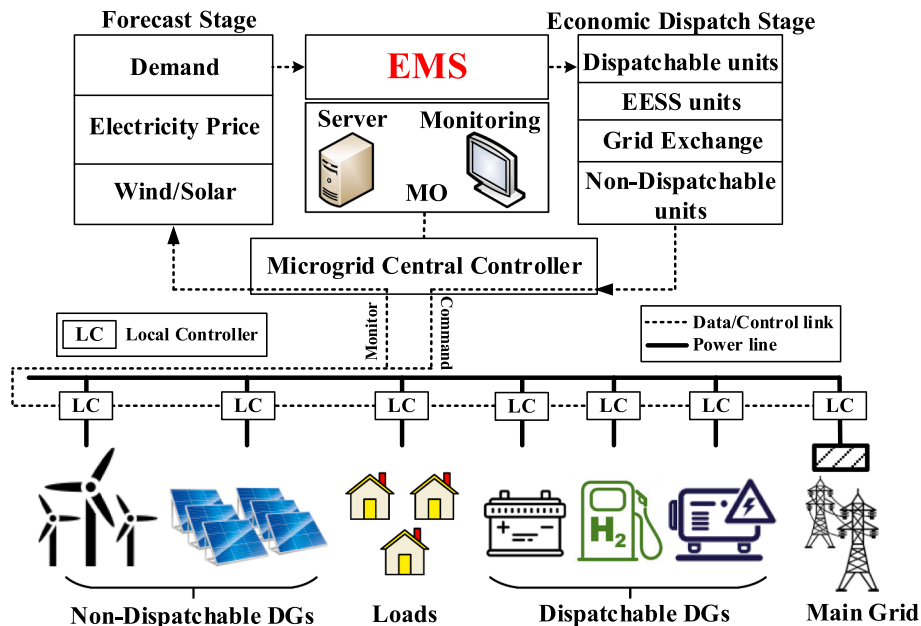 Forecast Stage
Economic Dispatch Stage
Demand
EMS
Dispatchable units
EESS units
Electricity Price
Server
Monitoring
Grid Exchange
Wind/Solar
MO
Non-Dispatchable
units
Microgrid Central Controller
LC
Local Controller
Monitor
Command
Data/Control link
Power line
LC
LC
LC
LC
LC
LC
LC
H2
Non-Dispatchable DGs
Loads
Dispatchable DGs
Main Grid